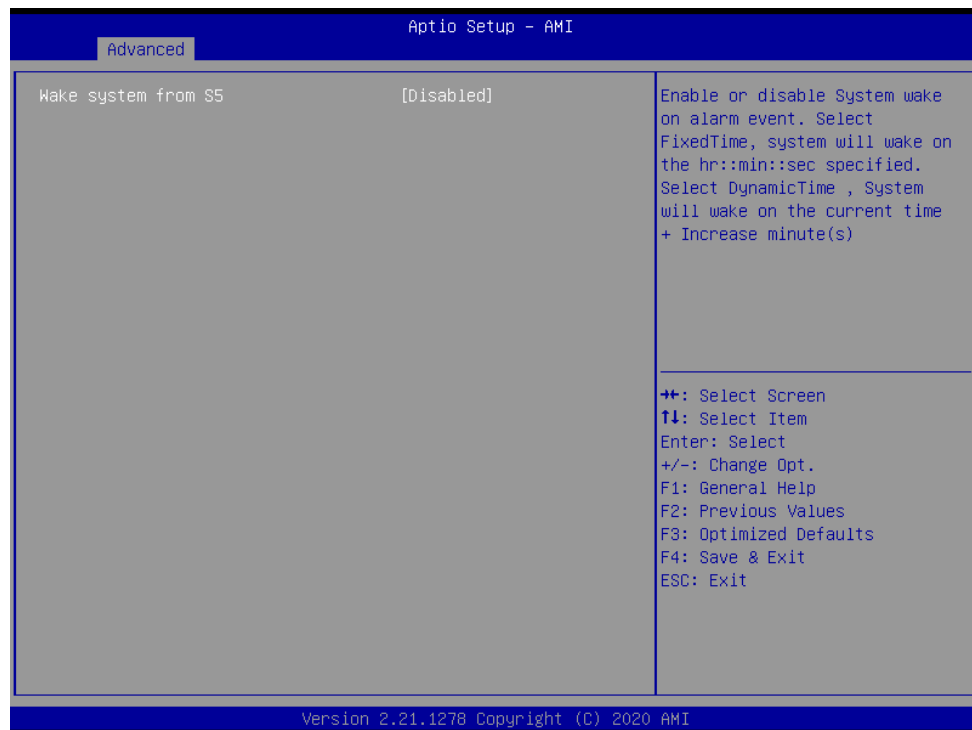 Aptio Setup – AMI
Advanced
Wake system from S5 [Disabled]
Enable or disable System wake
on alarm event. Select
FixedTime, system will wake on
the hr::min::sec specified.
Select DynamicTime , System
will wake on the current time
+ Increase minute(s)
→←: Select Screen
↑↓: Select Item
Enter: Select
+/-: Change Opt.
F1: General Help
F2: Previous Values
F3: Optimized Defaults
F4: Save & Exit
ESC: Exit
Version 2.21.1278 Copyright (C) 2020 AMI